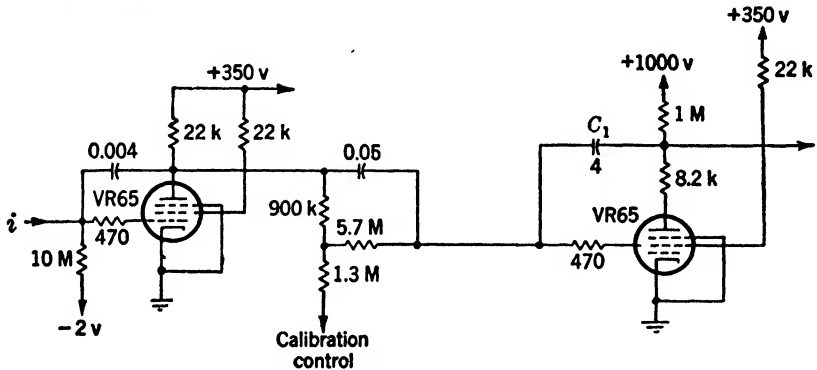 +350 v
+350 v
22 k
+1000 v
22 k
22 k
1 M
C1
4
0.004
0.05
8.2 k
VR65
900 k
5.7 M
VR65
i
470
470
10 M
1.3 M
−2 v
Calibration
control